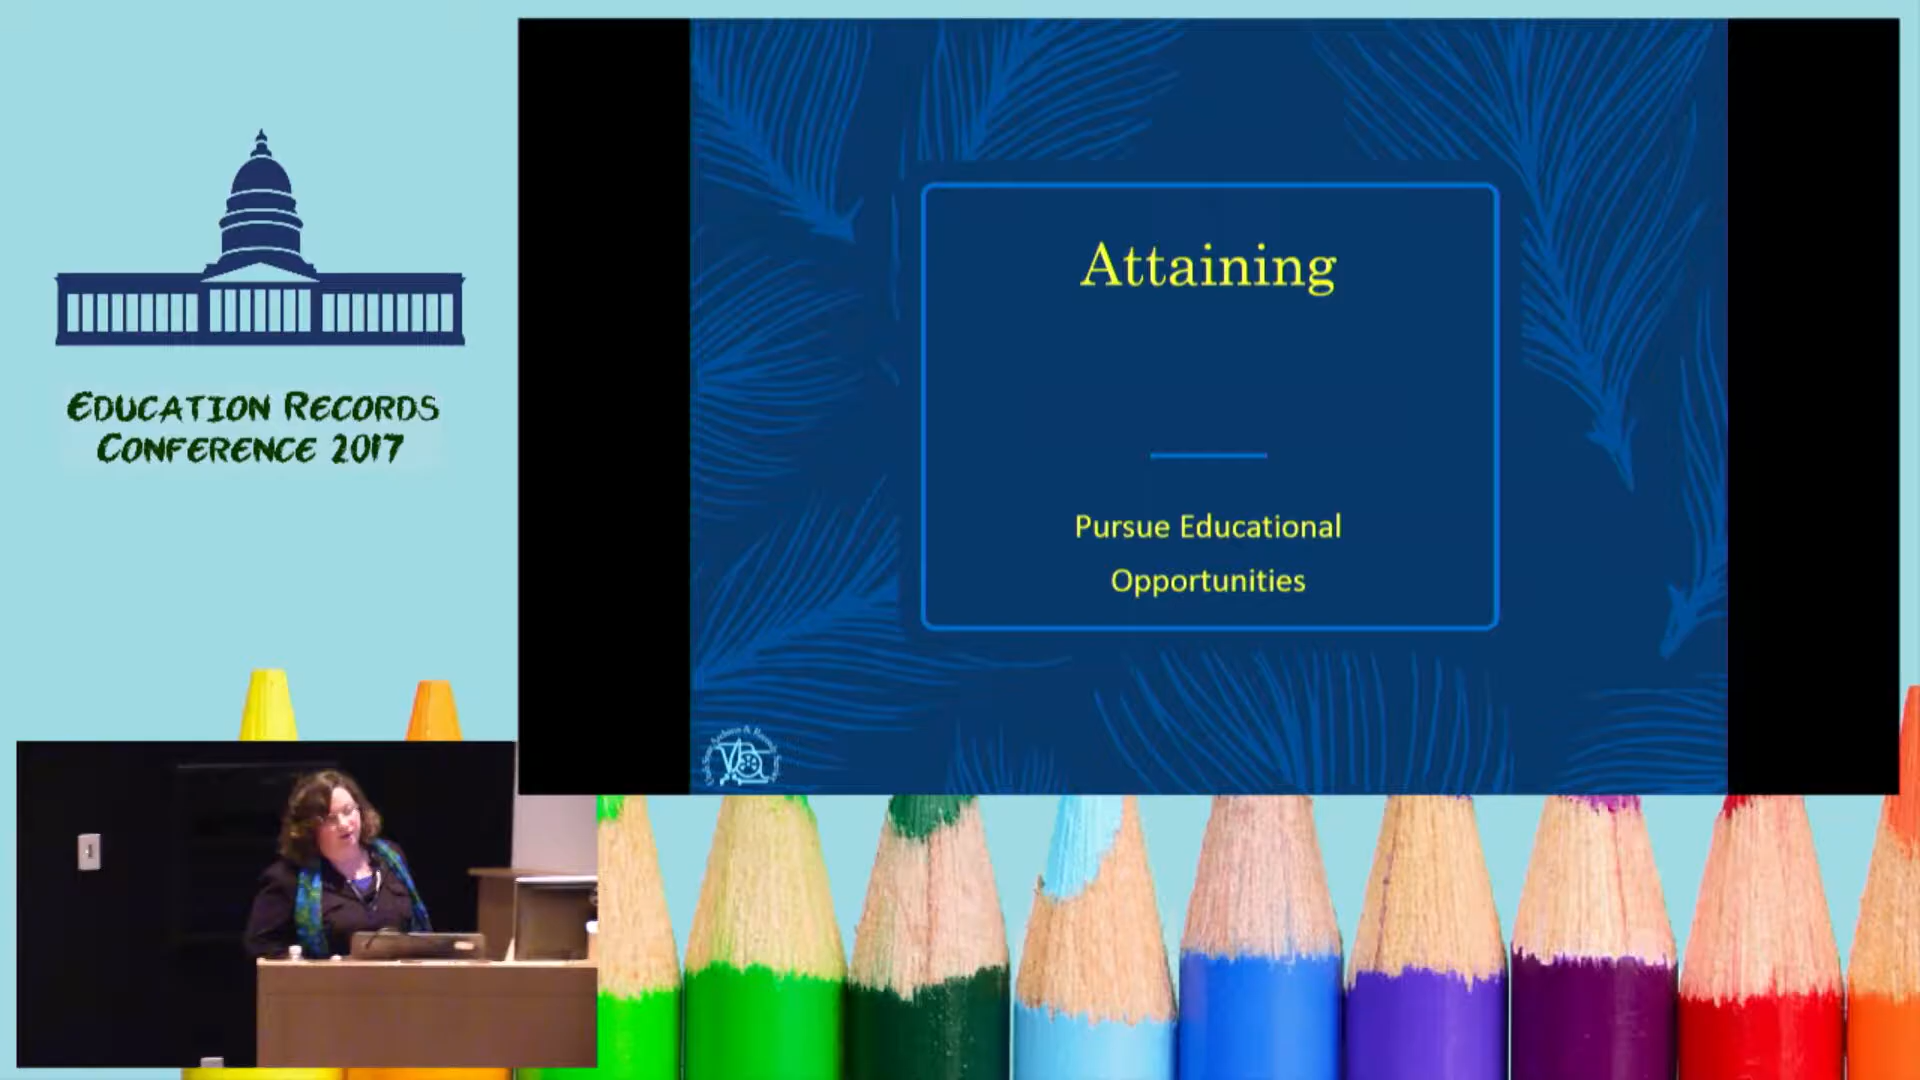 Education Records
Conference 2017
Attaining
Pursue Educational
Opportunities